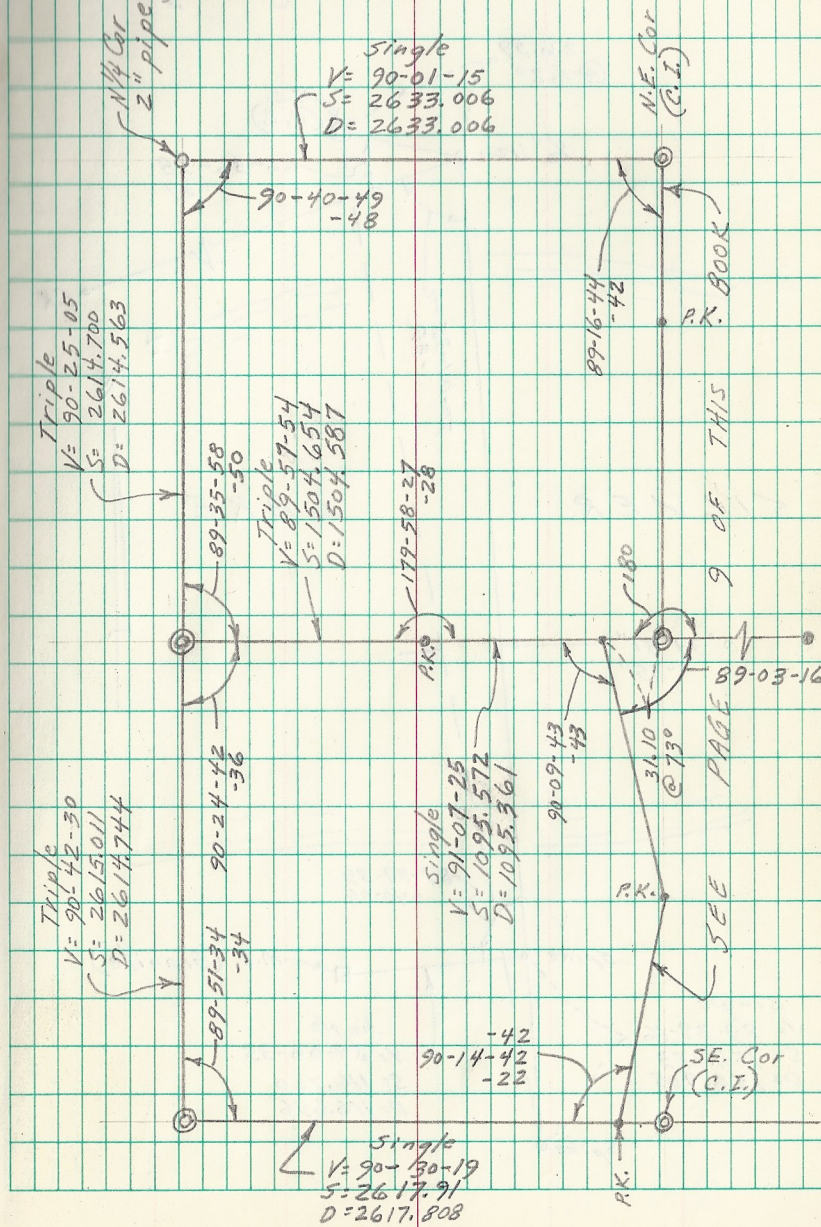 N¼ Cor
2" pipe
Single
V= 90-01-15
S= 2633.006
D= 2633.006
N.E. Cor
(C.I.)
90-40-49
-48
89-16-44
-42
Triple
V= 90-25-05
S= 2614.700
D= 2614.563
P.K.
89-35-58
-50
Triple
V= 89-57-54
S= 1504.654
D= 1504.587
179-58-27
-28
P.K.
180
89-03-16
90-24-42
-36
Single
V= 91-07-25
S= 1095.572
D= 1095.361
90-09-43
-43
31.10
@ 73°
SEE PAGE 9 OF THIS BOOK
Triple
V= 90-42-30
S= 2615.011
D= 2614.744
89-51-34
-34
P.K.
-42
90-14-42
-22
SE. Cor
(C.I.)
P.K.
Single
V= 90-30-19
S= 2617.91
D= 2617.808